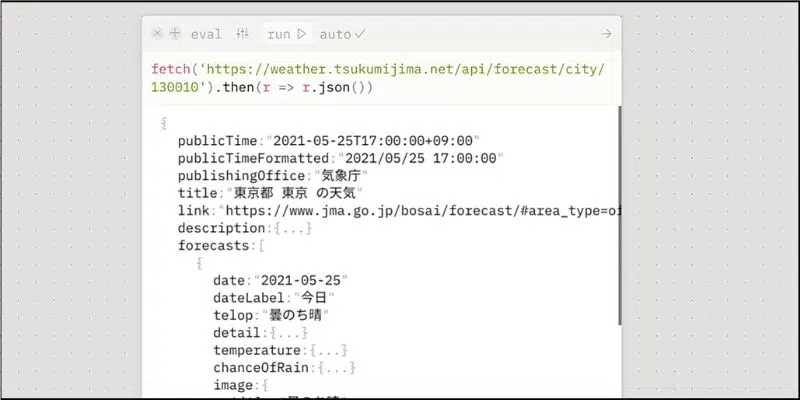 × + eval run ▷ auto ✓ →
fetch('https://weather.tsukumijima.net/api/forecast/city/
130010').then(r => r.json())
{
publicTime:"2021-05-25T17:00:00+09:00"
publicTimeFormatted:"2021/05/25 17:00:00"
publishingOffice:"気象庁"
title:"東京都 東京 の天気"
link:"https://www.jma.go.jp/bosai/forecast/#area_type=of
description:{...}
forecasts:[
{
date:"2021-05-25"
dateLabel:"今日"
telop:"曇のち晴"
detail:{...}
temperature:{...}
chanceOfRain:{...}
image:{